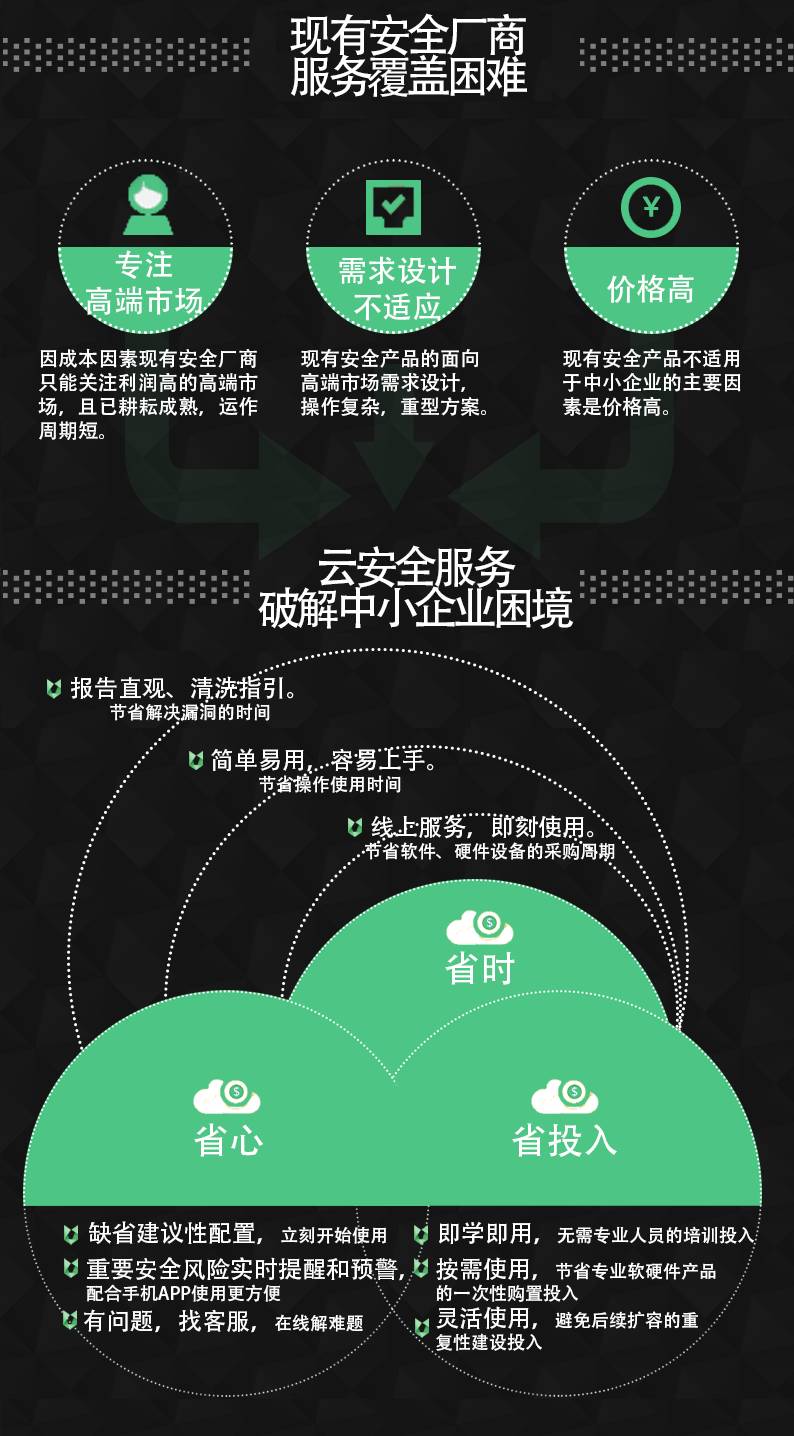 现有安全厂商
服务覆盖困难
专注
高端市场
因成本因素现有安全厂商
只能关注利润高的高端市
场，且已耕耘成熟，运作
周期短。
需求设计
不适应
现有安全产品的面向
高端市场需求设计，
操作复杂，重型方案。
¥
价格高
现有安全产品不适用
于中小企业的主要因
素是价格高。
云安全服务
破解中小企业困境
报告直观、清洗指引。
节省解决漏洞的时间
简单易用，容易上手。
节省操作使用时间
线上服务，即刻使用。
节省软件、硬件设备的采购周期
$
省时
$
省心
$
省投入
缺省建议性配置，立刻开始使用
重要安全风险实时提醒和预警，
配合手机APP使用更方便
有问题，找客服，在线解难题
即学即用，无需专业人员的培训投入
按需使用，节省专业软硬件产品
的一次性购置投入
灵活使用，避免后续扩容的重
复性建设投入